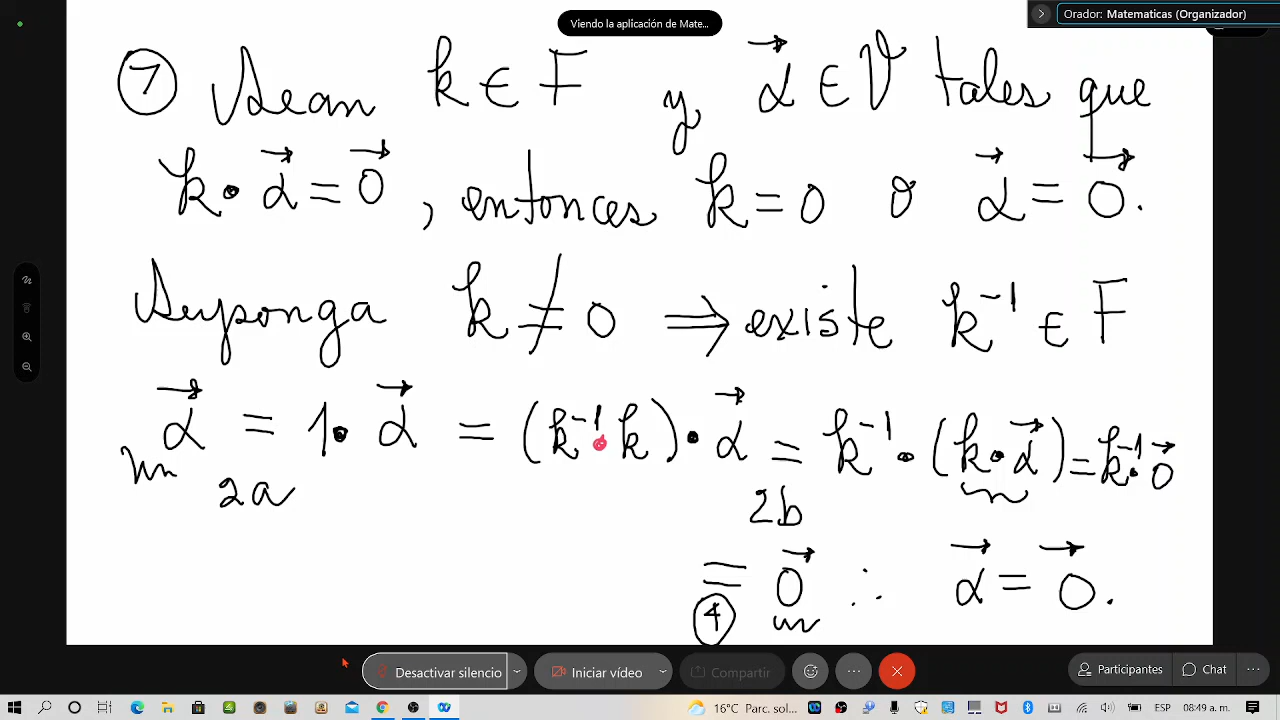 Viendo la aplicación de Mate...
Orador: Matematicas (Organizador)
⑦ Sean k ∈ F y α⃗ ∈ V tales que
k · α⃗ = 0⃗, entonces k = 0 o α⃗ = 0⃗.
Suponga k ≠ 0 ⟹ existe k⁻¹ ∈ F
α⃗ = 1 · α⃗ = (k⁻¹ · k) · α⃗ = k⁻¹ · (k · α⃗) = k⁻¹ · 0⃗
2a 2b
= 0⃗ ∴ α⃗ = 0⃗.
④
Desactivar silencio Iniciar vídeo Compartir Participantes Chat
16°C Parc. sol... ESP 08:49 a. m.